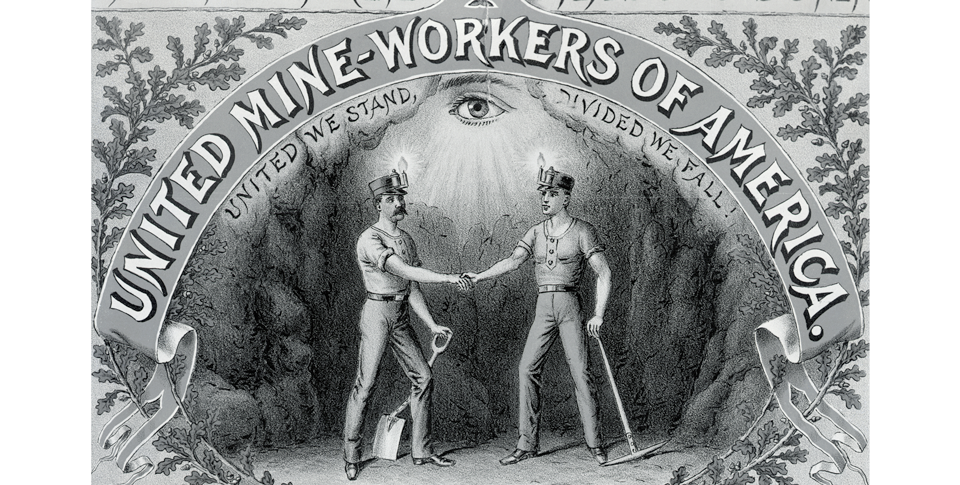 UNITED MINE-WORKERS OF AMERICA.
UNITED WE STAND, DIVIDED WE FALL!